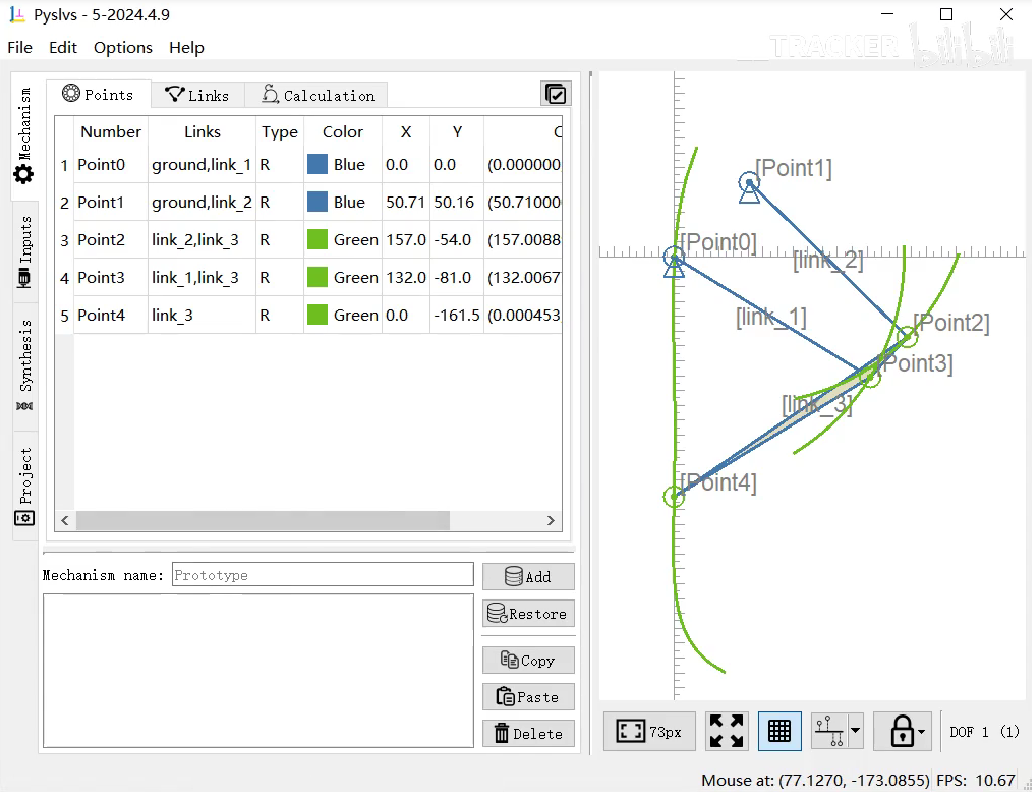 Pyslvs - 5-2024.4.9
TRACKER bilibili
File Edit Options Help
Mechanism
Inputs
Synthesis
Project
Points Links Calculation
Number Links Type Color X Y
1 Point0 ground,link_1 R Blue 0.0 0.0 (0.000000
2 Point1 ground,link_2 R Blue 50.71 50.16 (50.71000
3 Point2 link_2,link_3 R Green 157.0 -54.0 (157.0088
4 Point3 link_1,link_3 R Green 132.0 -81.0 (132.0067
5 Point4 link_3 R Green 0.0 -161.5 (0.000453,
Mechanism name: Prototype
Add
Restore
Copy
Paste
Delete
[Point1]
[Point0]
[link_2]
[link_1]
[Point2]
[Point3]
[link_3]
[Point4]
73px
DOF 1 (1)
Mouse at: (77.1270, -173.0855) FPS: 10.67